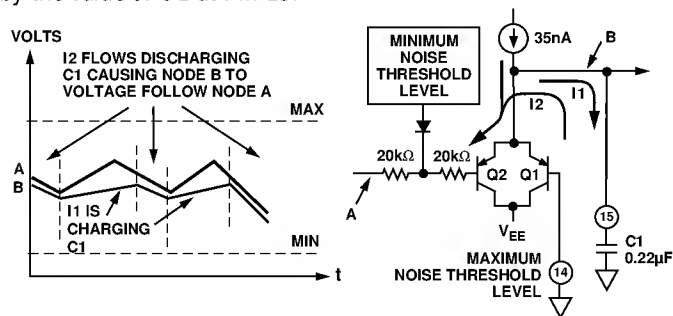 VOLTS
I2 FLOWS DISCHARGING
C1 CAUSING NODE B TO
VOLTAGE FOLLOW NODE A
MAX
A
B
I1 IS
CHARGING
C1
MIN
t
MINIMUM
NOISE
THRESHOLD
LEVEL
35nA
B
I2
I1
20kΩ
20kΩ
Q2
Q1
A
VEE
15
C1
0.22µF
MAXIMUM
NOISE THRESHOLD
LEVEL
14